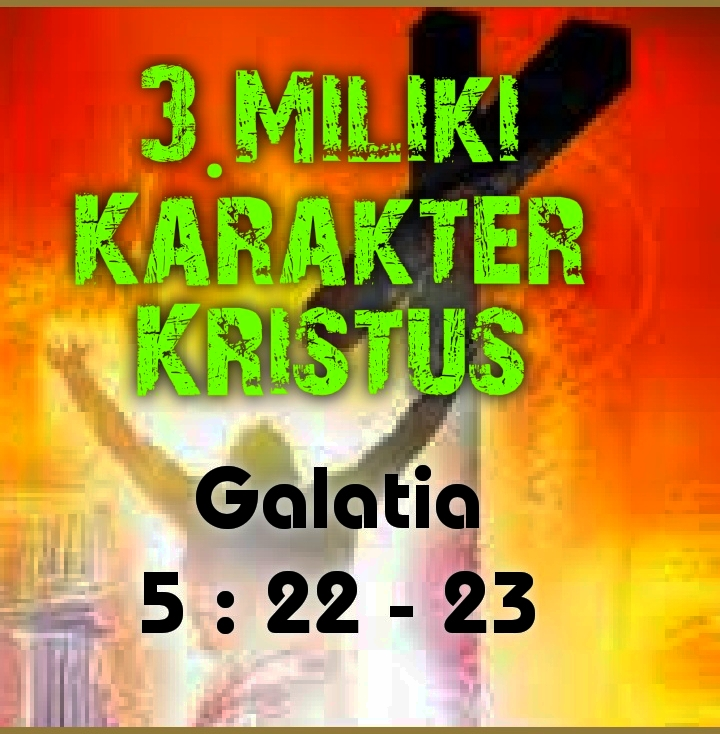 3.MILIKI
KARAKTER
KRISTUS
Galatia
5 : 22 - 23